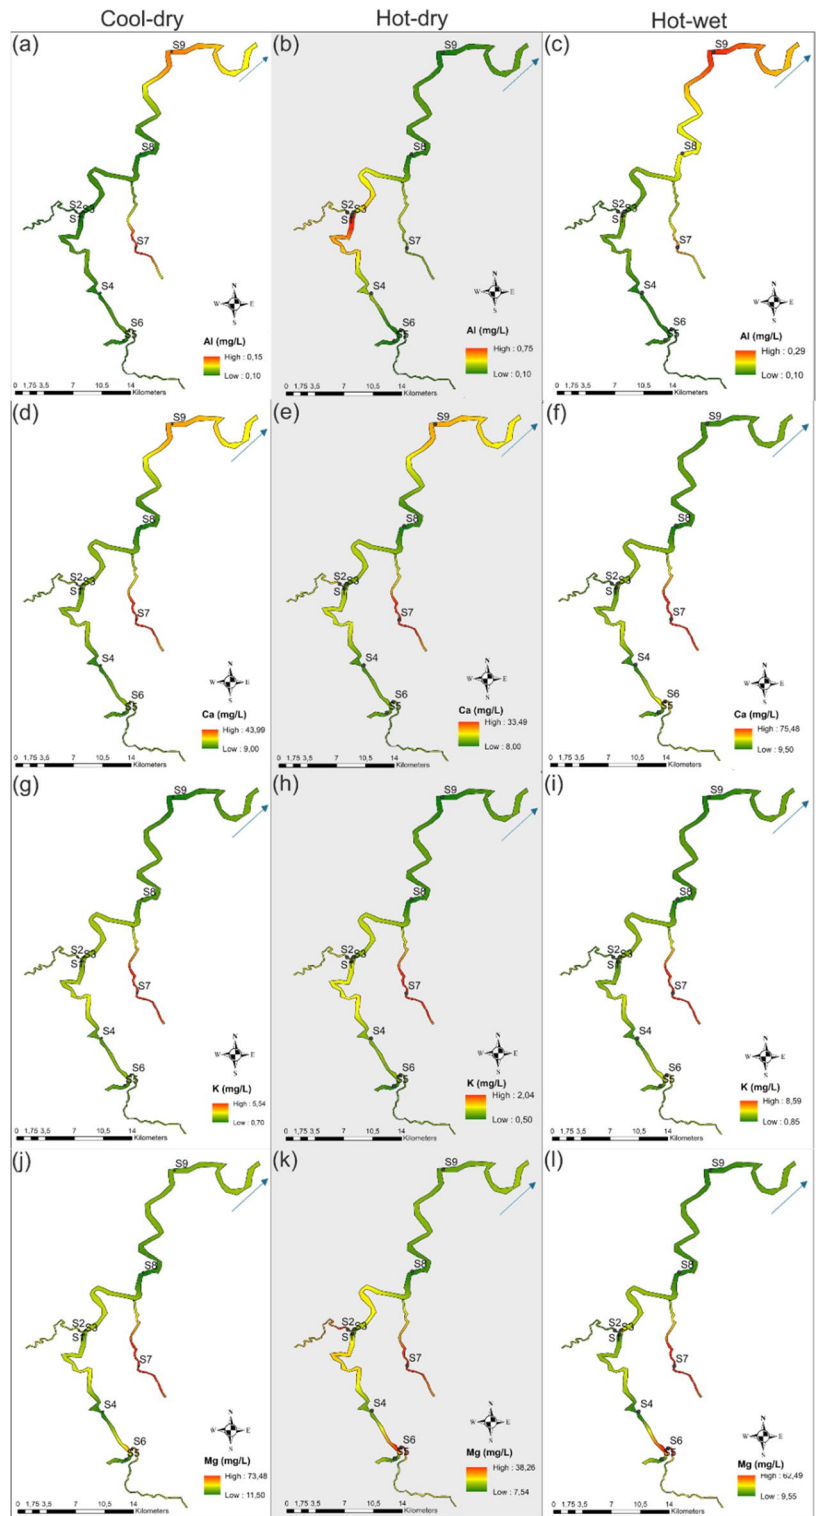 Cool-dry Hot-dry Hot-wet
(a) (b) (c)
S9 S9 S9
S8 S8 S8
S2 S3 S2 S3 S2 S3
S1 S1 S1
S7 S7 S7
S4 S4 S4
N N N
W E W E W E
S S S
S6 S6 S6
S5 S5 S5
Al (mg/L) Al (mg/L) Al (mg/L)
High : 0,15 High : 0,75 High : 0,29
Low : 0,10 Low : 0,10 Low : 0,10
0 1,75 3,5 7 10,5 14 0 1,75 3,5 7 10,5 14 0 1,75 3,5 7 10,5 14
Kilometers Kilometers Kilometers
(d) (e) (f)
S9 S9 S9
S8 S8 S8
S2 S3 S2 S3 S2 S3
S1 S1 S1
S7 S7 S7
S4 S4 S4
N N N
W E W E W E
S S S
S6 S6 S6
S5 S5 S5
Ca (mg/L) Ca (mg/L) Ca (mg/L)
High : 43,99 High : 33,49 High : 75,48
Low : 9,00 Low : 8,00 Low : 9,50
0 1,75 3,5 7 10,5 14 0 1,75 3,5 7 10,5 14 0 1,75 3,5 7 10,5 14
Kilometers Kilometers Kilometers
(g) (h) (i)
S9 S9 S9
S8 S8 S8
S2 S3 S2 S3 S2 S3
S1 S1 S1
S7 S7 S7
S4 S4 S4
N N N
W E W E W E
S S S
S6 S6 S6
S5 S5 S5
K (mg/L) K (mg/L) K (mg/L)
High : 5,54 High : 2,04 High : 8,59
Low : 0,70 Low : 0,50 Low : 0,85
0 1,75 3,5 7 10,5 14 0 1,75 3,5 7 10,5 14 0 1,75 3,5 7 10,5 14
Kilometers Kilometers Kilometers
(j) (k) (l)
S9 S9 S9
S8 S8 S8
S2 S3 S2 S3 S2 S3
S1 S1 S1
S7 S7 S7
S4 S4 S4
N N N
W E W E W E
S S S
S6 S6 S6
S5 S5 S5
Mg (mg/L) Mg (mg/L) Mg (mg/L)
High : 73,48 High : 38,26 High : 62,49
Low : 11,50 Low : 7,54 Low : 9,55
0 1,75 3,5 7 10,5 14 0 1,75 3,5 7 10,5 14 0 1,75 3,5 7 10,5 14
Kilometers Kilometers Kilometers